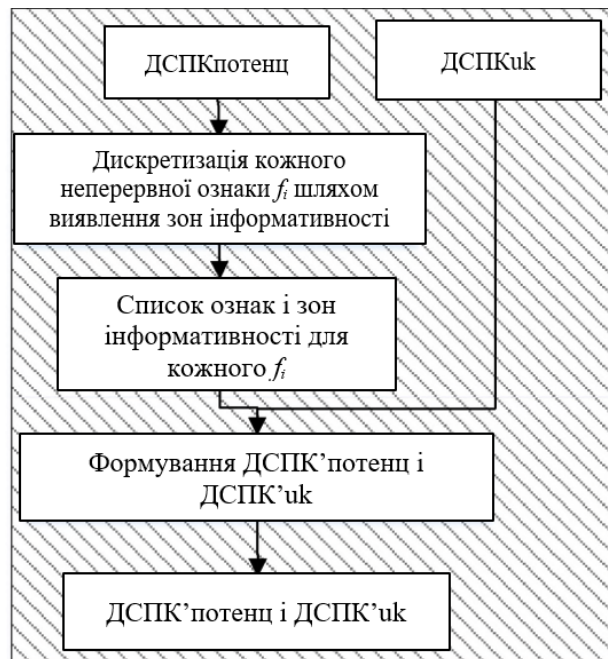 ДСПКпотенц
ДСПКuk
Дискретизація кожного
неперервної ознаки fᵢ шляхом
виявлення зон інформативності
Список ознак і зон
інформативності для
кожного fᵢ
Формування ДСПК’потенц і
ДСПК’uk
ДСПК’потенц і ДСПК’uk